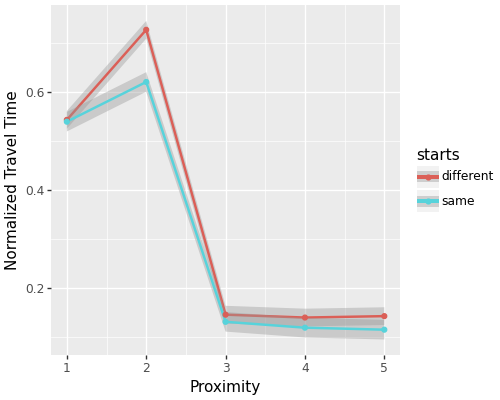 Normalized Travel Time
0.6
0.4
0.2
1 2 3 4 5
Proximity
starts
different
same